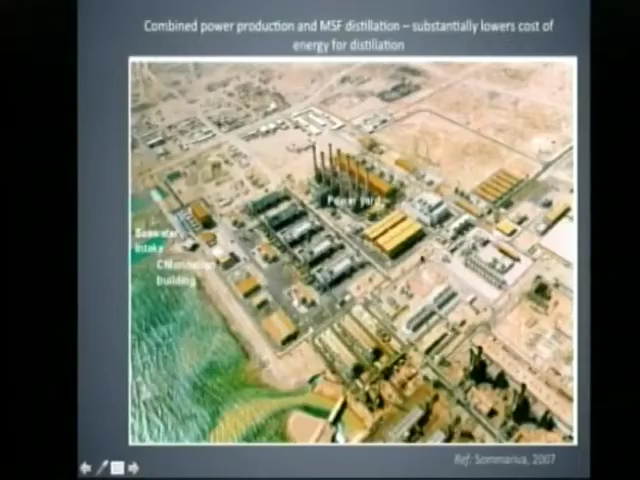 Combined power production and MSF distillation – substantially lowers cost of
energy for distillation
Power yard
Seawater
intake
Chlorination
building
Ref: Sommariva, 2007